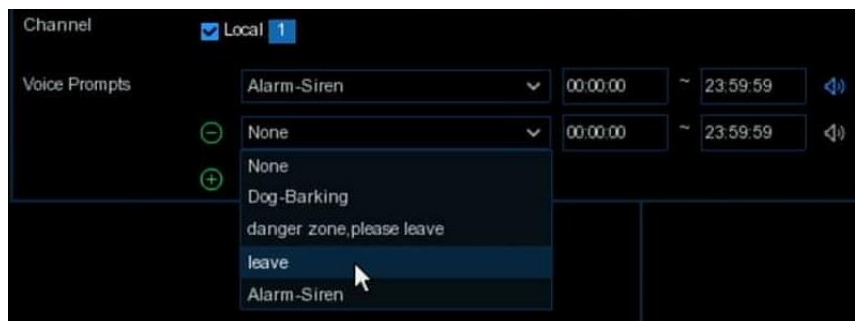 Channel Local 1
Voice Prompts Alarm-Siren 00:00:00 ~ 23:59:59
None 00:00:00 ~ 23:59:59
None
Dog-Barking
danger zone,please leave
leave
Alarm-Siren